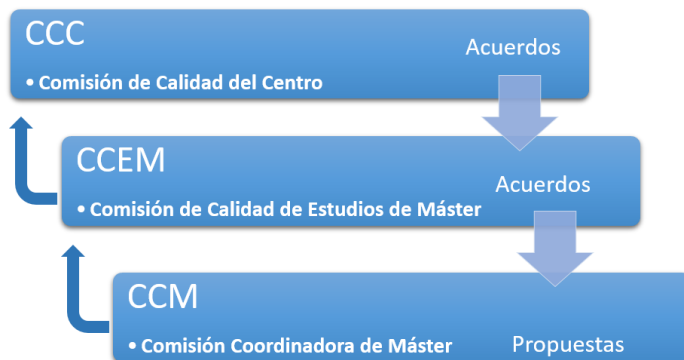 CCC
Acuerdos
• Comisión de Calidad del Centro
CCEM
Acuerdos
• Comisión de Calidad de Estudios de Máster
CCM
• Comisión Coordinadora de Máster
Propuestas